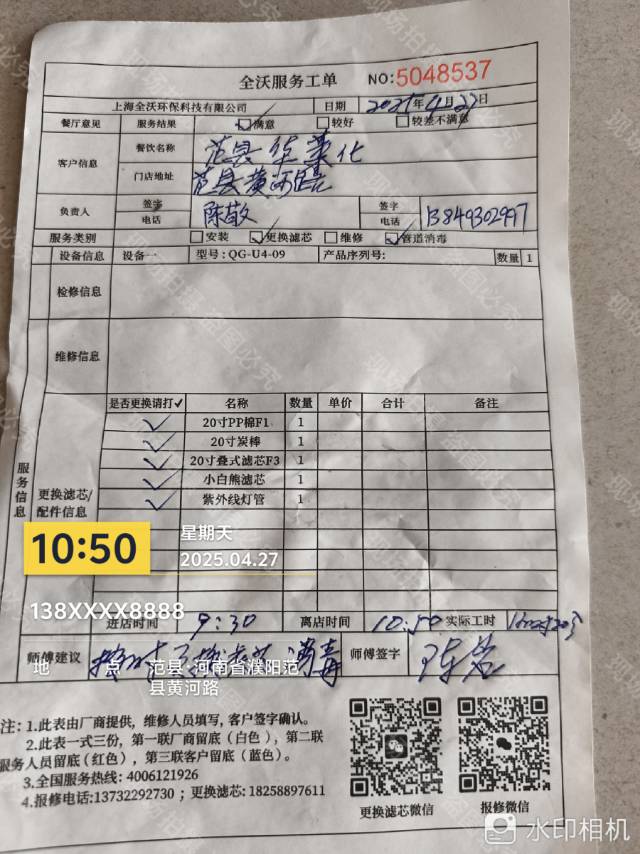 全沃服务工单 NO:5048537
上海全沃环保科技有限公司 日期 2025年4月27日
餐厅意见 服务结果 ☑满意 □较好 □较差不满意
客户信息 餐饮名称 范县华莱化
门店地址 范县黄河路
负责人 签字 电话 陈敬 签字 电话 13849302997
服务类别 □安装 ☑更换滤芯 □维修 ☑管道消毒
设备信息 设备一 型号: QG-U4-09 产品序列号: 数量 1
检修信息
维修信息
服务信息
更换滤芯/配件信息
是否更换请打✓ 名称 数量 单价 合计 备注
✓ 20寸PP棉F1 1
✓ 20寸炭棒 1
✓ 20寸叠式滤芯F3 1
✓ 小白熊滤芯 1
✓ 紫外线灯管 1
10:50 星期天
2025.04.27
138XXXX8888
进店时间 9:30 离店时间 10:50 实际工时
师傅建议 消毒 师傅签字
地 点: 范县·河南省濮阳范
县黄河路
注: 1.此表由厂商提供，维修人员填写，客户签字确认。
2.此表一式三份，第一联厂商留底(白色)，第二联
服务人员留底(红色)，第三联客户留底(蓝色)。
3.全国服务热线: 4006121926
4.报修电话:13732292730；更换滤芯: 18258897611
更换滤芯微信 报修微信
水印相机